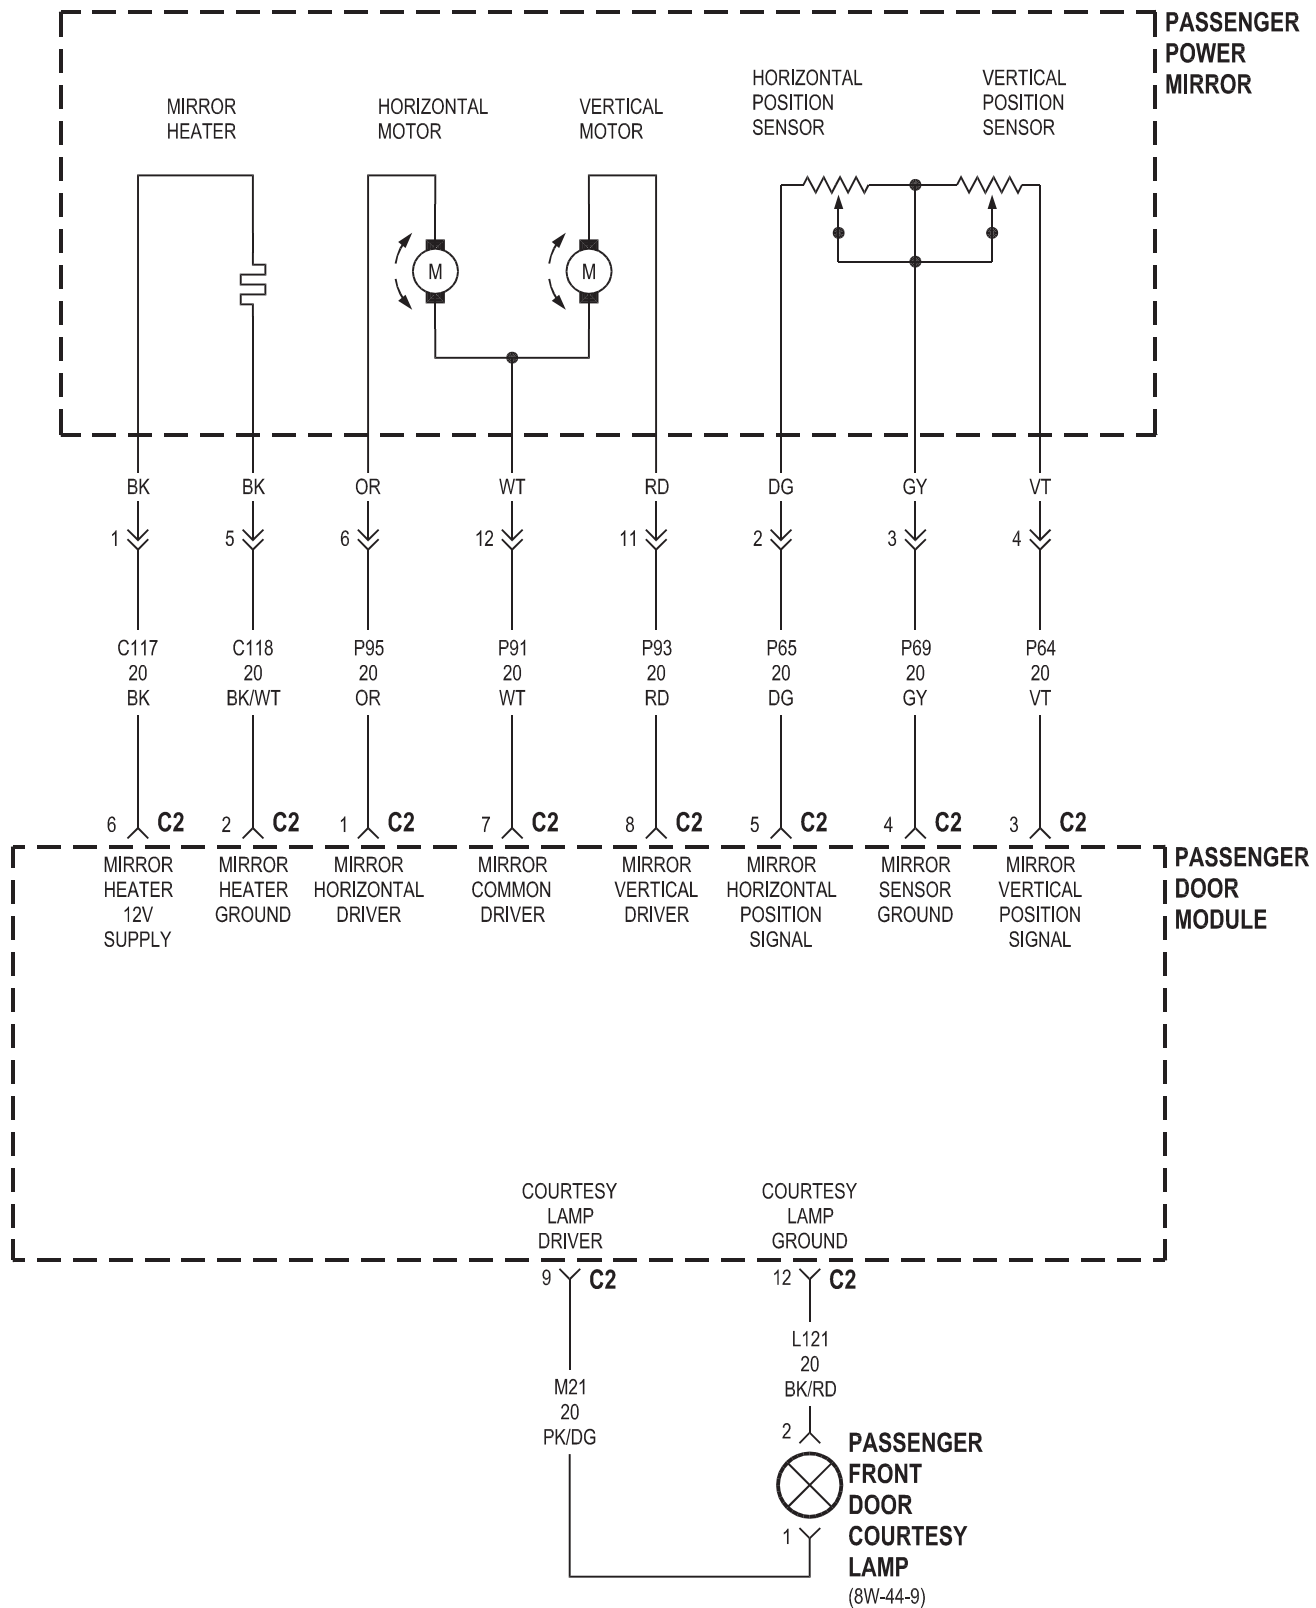 PASSENGER
POWER
MIRROR
MIRROR
HEATER
HORIZONTAL
MOTOR
VERTICAL
MOTOR
HORIZONTAL
POSITION
SENSOR
VERTICAL
POSITION
SENSOR
M
M
BK BK OR WT RD DG GY VT
1 5 6 12 11 2 3 4
C117 C118 P95 P91 P93 P65 P69 P64
20 20 20 20 20 20 20 20
BK BK/WT OR WT RD DG GY VT
6 C2 2 C2 1 C2 7 C2 8 C2 5 C2 4 C2 3 C2
MIRROR
HEATER
12V
SUPPLY
MIRROR
HEATER
GROUND
MIRROR
HORIZONTAL
DRIVER
MIRROR
COMMON
DRIVER
MIRROR
VERTICAL
DRIVER
MIRROR
HORIZONTAL
POSITION
SIGNAL
MIRROR
SENSOR
GROUND
MIRROR
VERTICAL
POSITION
SIGNAL
PASSENGER
DOOR
MODULE
COURTESY
LAMP
DRIVER
COURTESY
LAMP
GROUND
9 C2
12 C2
L121
20
BK/RD
M21
20
PK/DG
2
1
PASSENGER
FRONT
DOOR
COURTESY
LAMP
(8W-44-9)